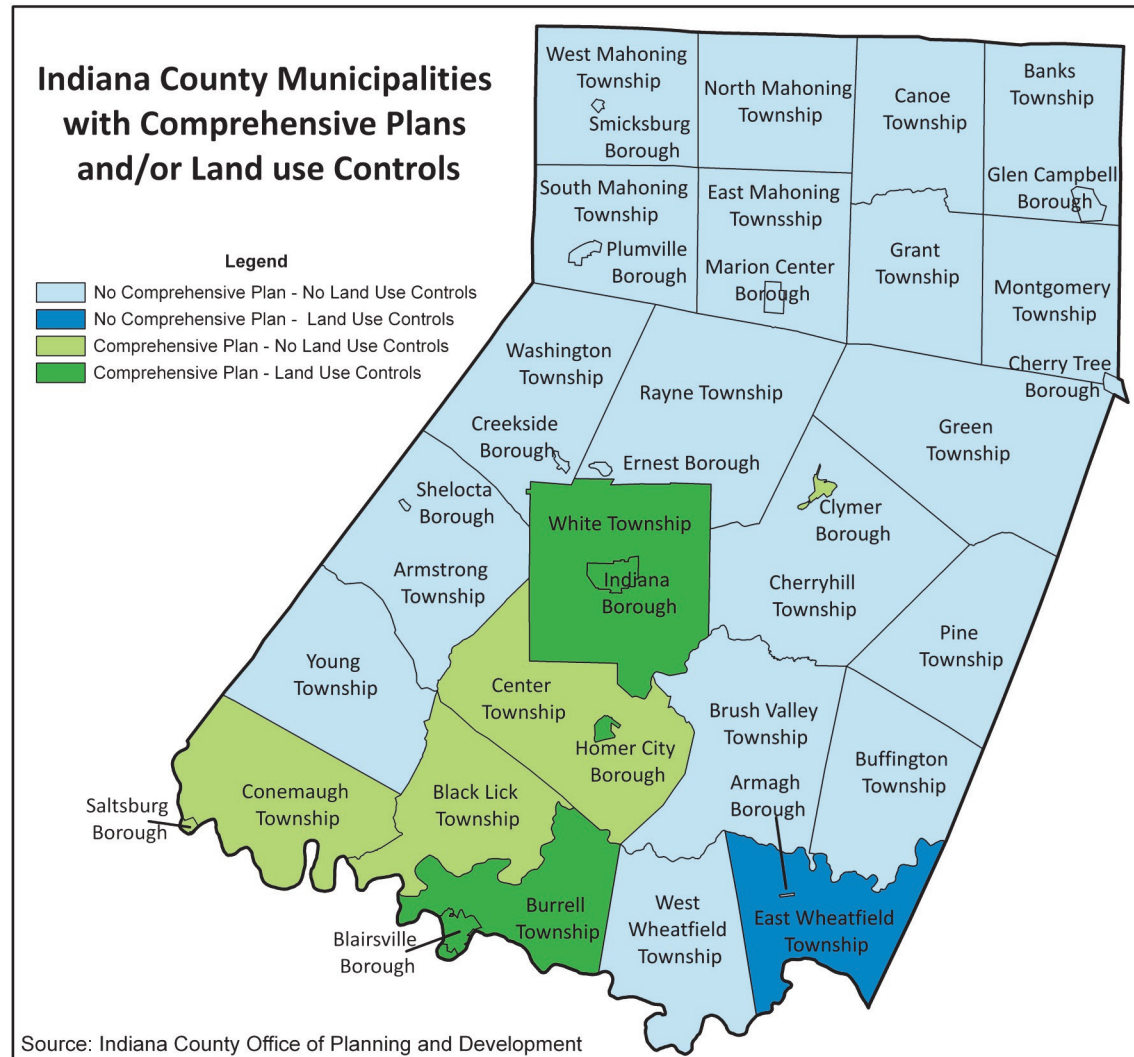 Indiana County Municipalities
with Comprehensive Plans
and/or Land use Controls
Legend
No Comprehensive Plan - No Land Use Controls
No Comprehensive Plan -  Land Use Controls
Comprehensive Plan - No Land Use Controls
Comprehensive Plan - Land Use Controls
West Mahoning
Township
Smicksburg
Borough
North Mahoning
Township
Canoe
Township
Banks
Township
Glen Campbell
Borough
South Mahoning
Township
Plumville
Borough
East Mahoning
Townsship
Marion Center
Borough
Grant
Township
Montgomery
Township
Cherry Tree
Borough
Washington
Township
Creekside
Borough
Rayne Township
Ernest Borough
Green
Township
Shelocta
Borough
Armstrong
Township
White Township
Indiana
Borough
Clymer
Borough
Cherryhill
Township
Pine
Township
Young
Township
Center
Township
Homer City
Borough
Brush Valley
Township
Armagh
Borough
Buffington
Township
Saltsburg
Borough
Conemaugh
Township
Black Lick
Township
Blairsville
Borough
Burrell
Township
West
Wheatfield
Township
East Wheatfield
Township
Source: Indiana County Office of Planning and Development